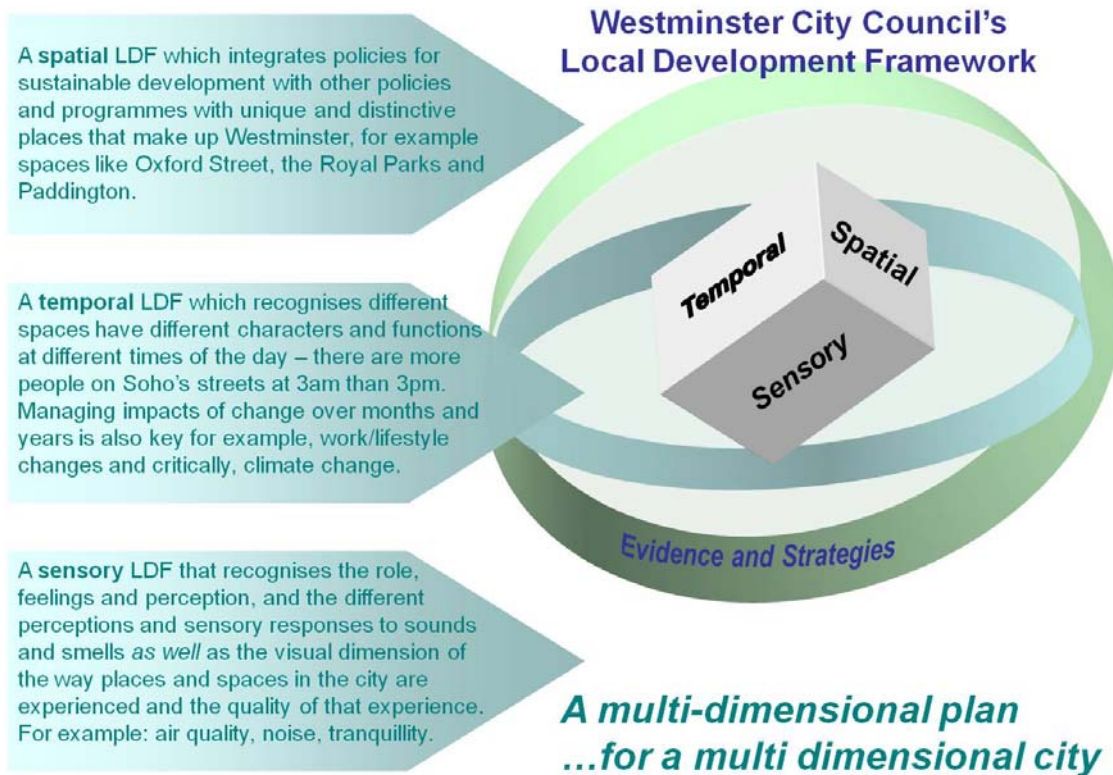 Westminster City Council's
Local Development Framework
A spatial LDF which integrates policies for
sustainable development with other policies
and programmes with unique and distinctive
places that make up Westminster, for example
spaces like Oxford Street, the Royal Parks and
Paddington.
A temporal LDF which recognises different
spaces have different characters and functions
at different times of the day – there are more
people on Soho's streets at 3am than 3pm.
Managing impacts of change over months and
years is also key for example, work/lifestyle
changes and critically, climate change.
A sensory LDF that recognises the role,
feelings and perception, and the different
perceptions and sensory responses to sounds
and smells as well as the visual dimension of
the way places and spaces in the city are
experienced and the quality of that experience.
For example: air quality, noise, tranquillity.
Temporal
Spatial
Sensory
Evidence and Strategies
A multi-dimensional plan
...for a multi dimensional city